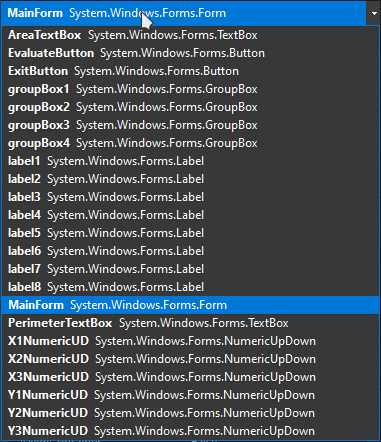 MainForm System.Windows.Forms.Form
AreaTextBox System.Windows.Forms.TextBox
EvaluateButton System.Windows.Forms.Button
ExitButton System.Windows.Forms.Button
groupBox1 System.Windows.Forms.GroupBox
groupBox2 System.Windows.Forms.GroupBox
groupBox3 System.Windows.Forms.GroupBox
groupBox4 System.Windows.Forms.GroupBox
label1 System.Windows.Forms.Label
label2 System.Windows.Forms.Label
label3 System.Windows.Forms.Label
label4 System.Windows.Forms.Label
label5 System.Windows.Forms.Label
label6 System.Windows.Forms.Label
label7 System.Windows.Forms.Label
label8 System.Windows.Forms.Label
MainForm System.Windows.Forms.Form
PerimeterTextBox System.Windows.Forms.TextBox
X1NumericUD System.Windows.Forms.NumericUpDown
X2NumericUD System.Windows.Forms.NumericUpDown
X3NumericUD System.Windows.Forms.NumericUpDown
Y1NumericUD System.Windows.Forms.NumericUpDown
Y2NumericUD System.Windows.Forms.NumericUpDown
Y3NumericUD System.Windows.Forms.NumericUpDown